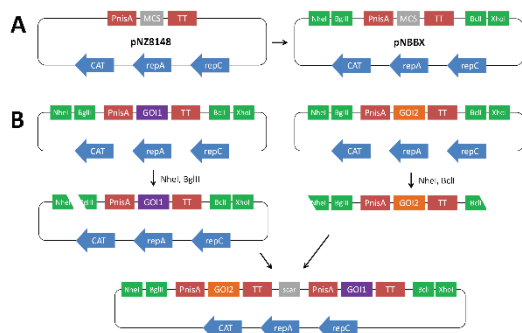 A
PnisA MCS TT
pNZ8148
CAT repA repC
NheI BglII PnisA MCS TT BclI XhoI
pNBBX
CAT repA repC
B
NheI BglII PnisA GOI1 TT BclI XhoI
CAT repA repC
NheI BglII PnisA GOI2 TT BclI XhoI
CAT repA repC
NheI, BglII
NheI, BclI
NheI BglII PnisA GOI1 TT BclI XhoI
CAT repA repC
NheI BglII PnisA GOI2 TT BclI
NheI BglII PnisA GOI2 TT scar PnisA GOI1 TT BclI XhoI
CAT repA repC